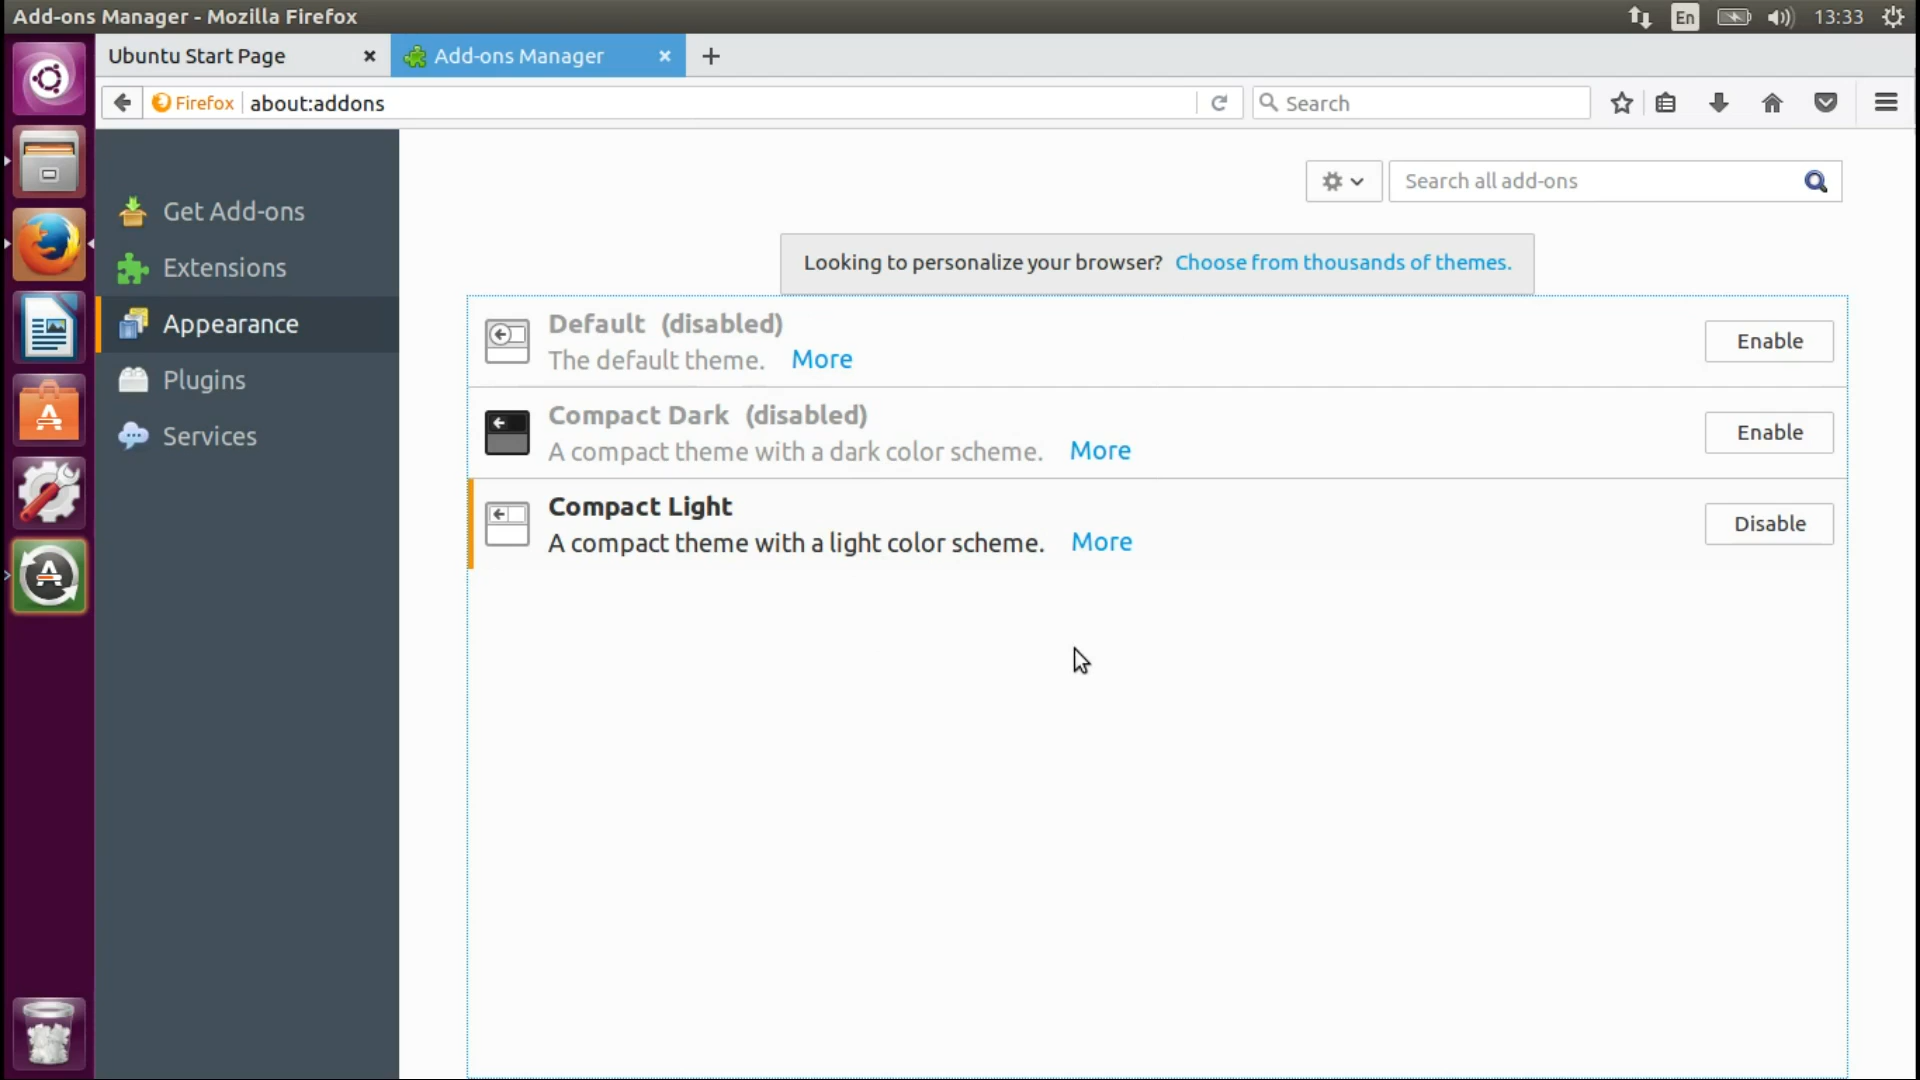 Add-ons Manager - Mozilla Firefox
En
13:33
Ubuntu Start Page
Add-ons Manager
Firefox
about:addons
Search
Get Add-ons
Extensions
Appearance
Plugins
Services
Search all add-ons
Looking to personalize your browser? Choose from thousands of themes.
Default (disabled)
The default theme. More
Enable
Compact Dark (disabled)
A compact theme with a dark color scheme. More
Enable
Compact Light
A compact theme with a light color scheme. More
Disable